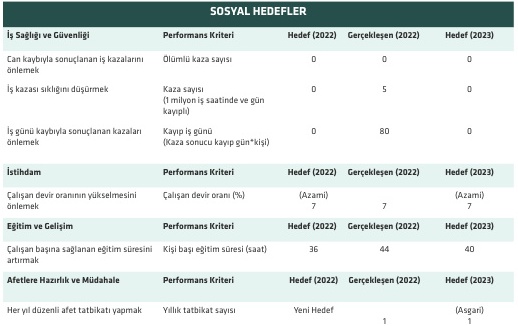 SOSYAL HEDEFLER
İş Sağlığı ve Güvenliği Performans Kriteri Hedef (2022) Gerçekleşen (2022) Hedef (2023)
Can kaybıyla sonuçlanan iş kazalarını Ölümlü kaza sayısı 0 0 0
önlemek
İş kazası sıklığını düşürmek Kaza sayısı 0 5 0
(1 milyon iş saatinde ve gün
kayıplı)
İş günü kaybıyla sonuçlanan kazaları Kayıp iş günü 0 80 0
önlemek (Kaza sonucu kayıp gün*kişi)
İstihdam Performans Kriteri Hedef (2022) Gerçekleşen (2022) Hedef (2023)
Çalışan devir oranının yükselmesini Çalışan devir oranı (%) (Azami) (Azami)
önlemek 7 7 7
Eğitim ve Gelişim Performans Kriteri Hedef (2022) Gerçekleşen (2022) Hedef (2023)
Çalışan başına sağlanan eğitim süresini Kişi başı eğitim süresi (saat) 36 44 40
artırmak
Afetlere Hazırlık ve Müdahale Performans Kriteri Hedef (2022) Gerçekleşen (2022) Hedef (2023)
Her yıl düzenli afet tatbikatı yapmak Yıllık tatbikat sayısı Yeni Hedef (Asgari)
1 1